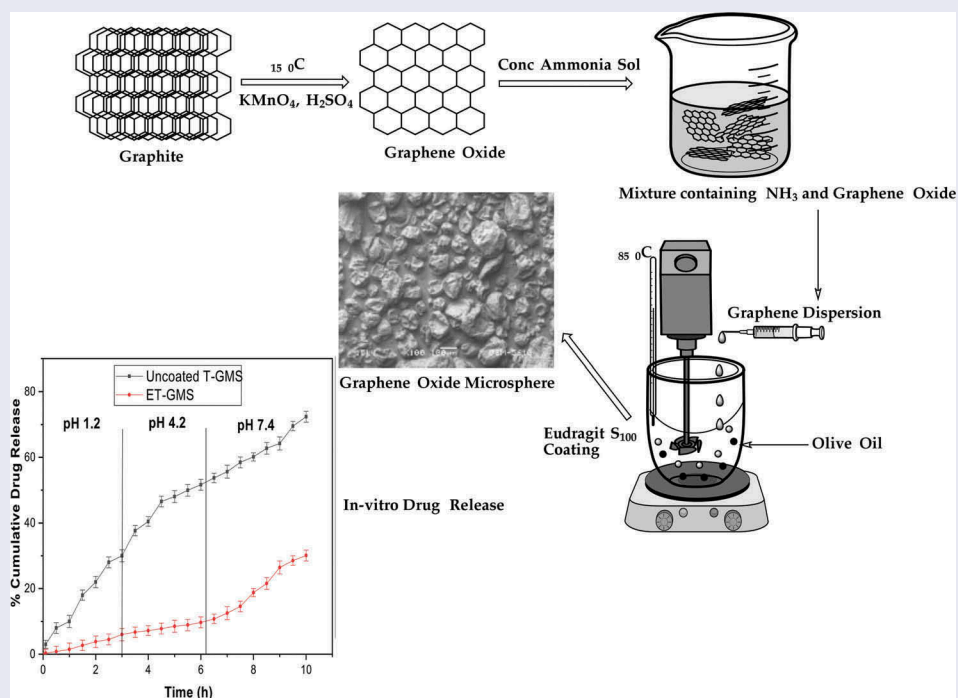 15 0C
KMnO4, H2SO4
Conc Ammonia Sol
Graphite
Graphene Oxide
Mixture containing NH3 and Graphene Oxide
85 0C
Graphene Dispersion
Graphene Oxide Microsphere
Eudragit S100
Coating
Olive Oil
In-vitro Drug Release
Uncoated T-GMS
ET-GMS
pH 1.2
pH 4.2
pH 7.4
% Cumulative Drug Release
80
60
40
20
0
0
2
4
6
8
10
Time (h)